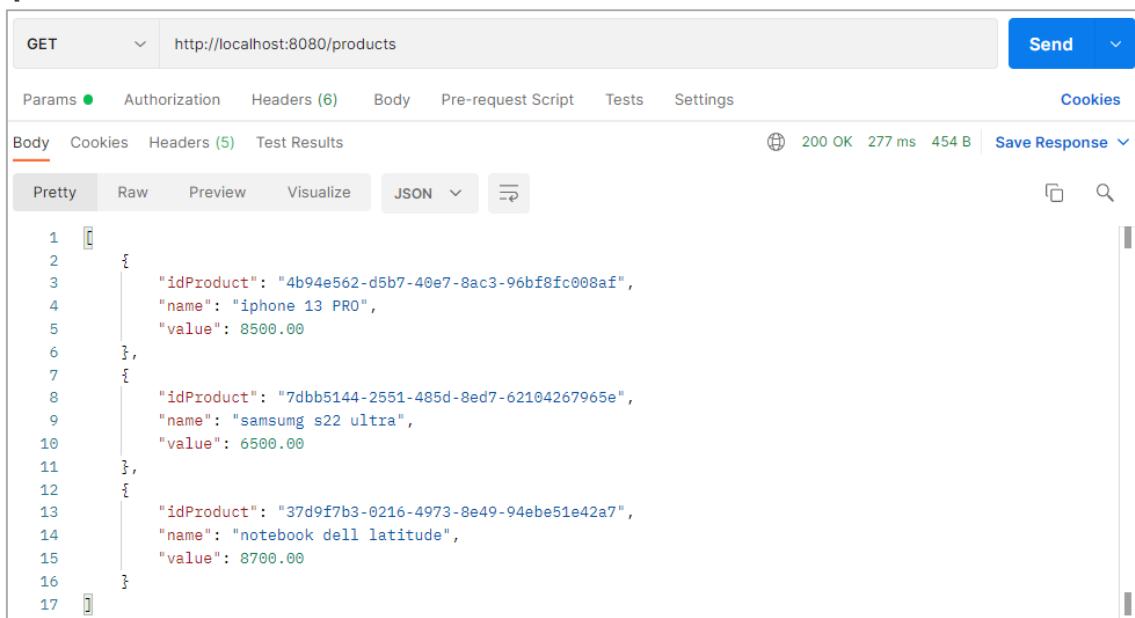 GET http://localhost:8080/products Send
Params Authorization Headers (6) Body Pre-request Script Tests Settings Cookies
Body Cookies Headers (5) Test Results 200 OK 277 ms 454 B Save Response
Pretty Raw Preview Visualize JSON
1 [
2 {
3 "idProduct": "4b94e562-d5b7-40e7-8ac3-96bf8fc008af",
4 "name": "iphone 13 PRO",
5 "value": 8500.00
6 },
7 {
8 "idProduct": "7dbb5144-2551-485d-8ed7-62104267965e",
9 "name": "samsumg s22 ultra",
10 "value": 6500.00
11 },
12 {
13 "idProduct": "37d9f7b3-0216-4973-8e49-94ebe51e42a7",
14 "name": "notebook dell latitude",
15 "value": 8700.00
16 }
17 ]